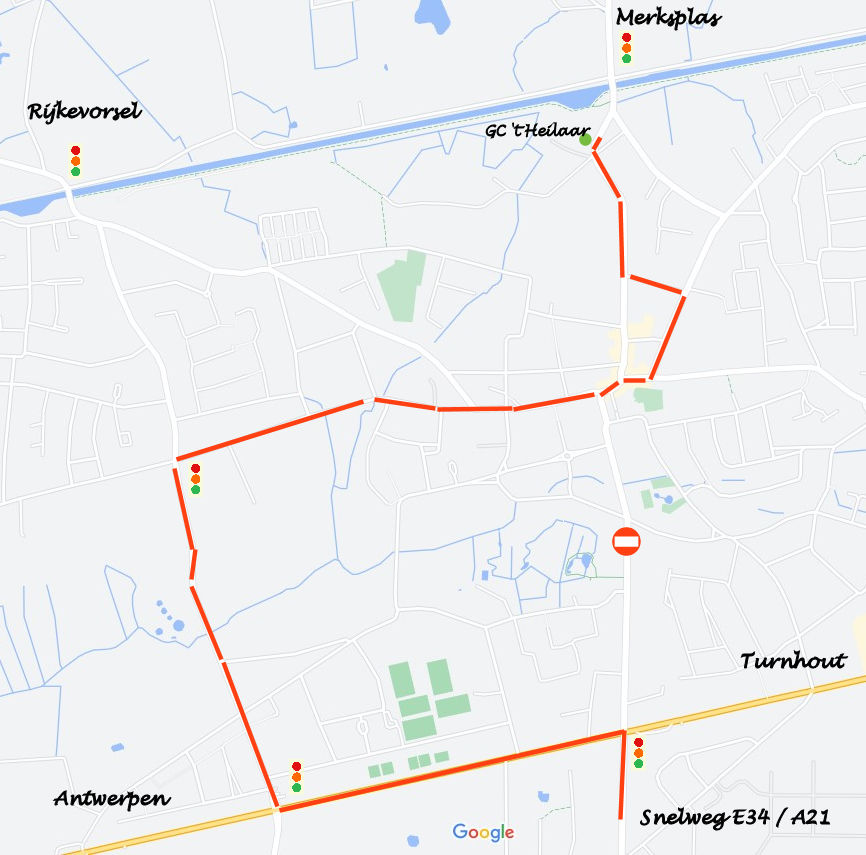 Merksplas
Rijkevorsel
GC 't Heilaar
Turnhout
Antwerpen
Snelweg E34 / A21
Google